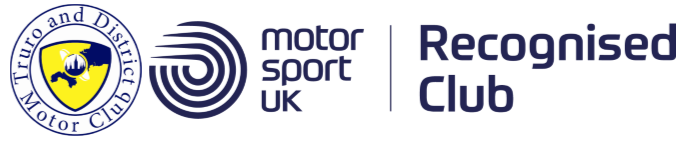 Truro and District
Motor Club
motor
sport
UK
Recognised
Club